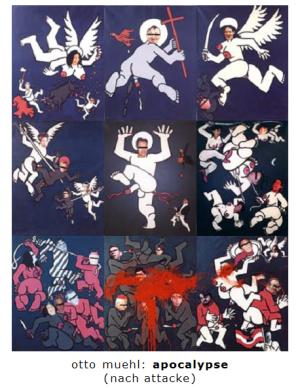 otto muehl: apocalypse
(nach attacke)